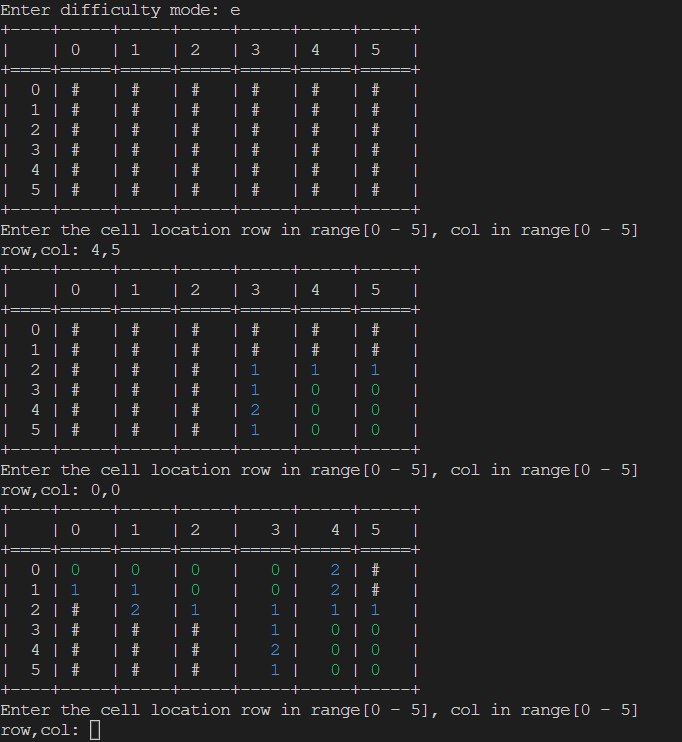 Enter difficulty mode: e
+----+-----+-----+-----+-----+-----+-----+
|    | 0   | 1   | 2   | 3   | 4   | 5   |
+====+=====+=====+=====+=====+=====+=====+
|  0 | #   | #   | #   | #   | #   | #   |
|  1 | #   | #   | #   | #   | #   | #   |
|  2 | #   | #   | #   | #   | #   | #   |
|  3 | #   | #   | #   | #   | #   | #   |
|  4 | #   | #   | #   | #   | #   | #   |
|  5 | #   | #   | #   | #   | #   | #   |
+----+-----+-----+-----+-----+-----+-----+
Enter the cell location row in range[0 - 5], col in range[0 - 5]
row,col: 4,5
+----+-----+-----+-----+-----+-----+-----+
|    | 0   | 1   | 2   | 3   | 4   | 5   |
+====+=====+=====+=====+=====+=====+=====+
|  0 | #   | #   | #   | #   | #   | #   |
|  1 | #   | #   | #   | #   | #   | #   |
|  2 | #   | #   | #   | 1   | 1   | 1   |
|  3 | #   | #   | #   | 1   | 0   | 0   |
|  4 | #   | #   | #   | 2   | 0   | 0   |
|  5 | #   | #   | #   | 1   | 0   | 0   |
+----+-----+-----+-----+-----+-----+-----+
Enter the cell location row in range[0 - 5], col in range[0 - 5]
row,col: 0,0
+----+-----+-----+-----+-----+-----+-----+
|    | 0   | 1   | 2   |   3 |   4 | 5   |
+====+=====+=====+=====+=====+=====+=====+
|  0 | 0   | 0   | 0   |   0 |   2 | #   |
|  1 | 1   | 1   | 0   |   0 |   2 | #   |
|  2 | #   | 2   | 1   |   1 |   1 | 1   |
|  3 | #   | #   | #   |   1 |   0 | 0   |
|  4 | #   | #   | #   |   2 |   0 | 0   |
|  5 | #   | #   | #   |   1 |   0 | 0   |
+----+-----+-----+-----+-----+-----+-----+
Enter the cell location row in range[0 - 5], col in range[0 - 5]
row,col: